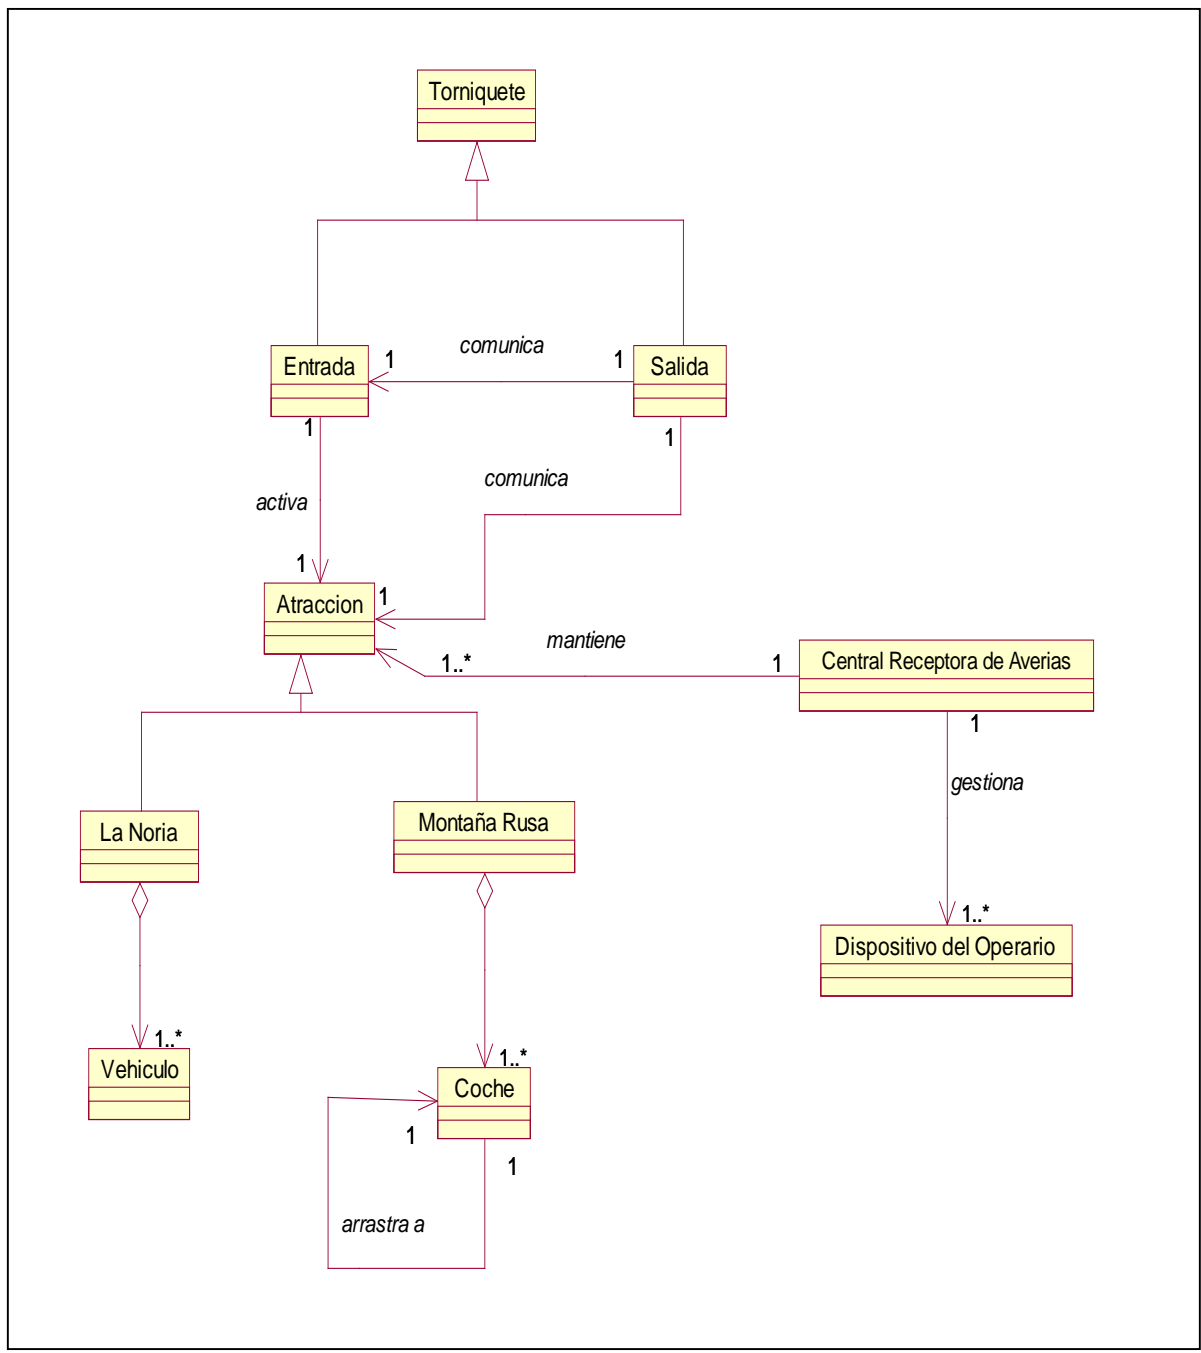 Torniquete
comunica
1
1
Entrada
Salida
1
1
comunica
activa
1
1
Atraccion
mantiene
1..*
1
Central Receptora de Averias
1
gestiona
La Noria
Montaña Rusa
1..*
Dispositivo del Operario
1..*
1..*
Vehiculo
Coche
1
1
arrastra a